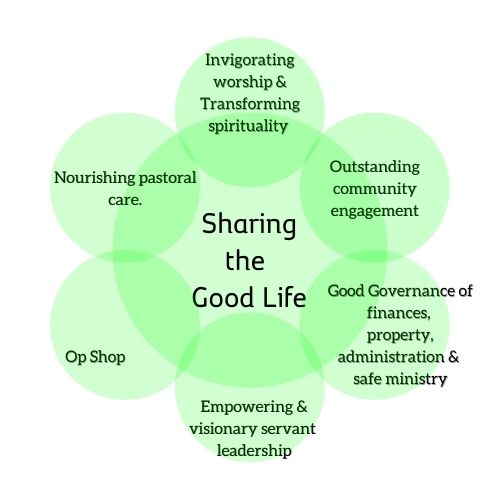 Invigorating
worship &
Transforming
spirituality
Outstanding
community
engagement
Nourishing pastoral
care.
Sharing
the
Good Life
Good Governance of
finances,
property,
administration &
safe ministry
Op Shop
Empowering &
visionary servant
leadership